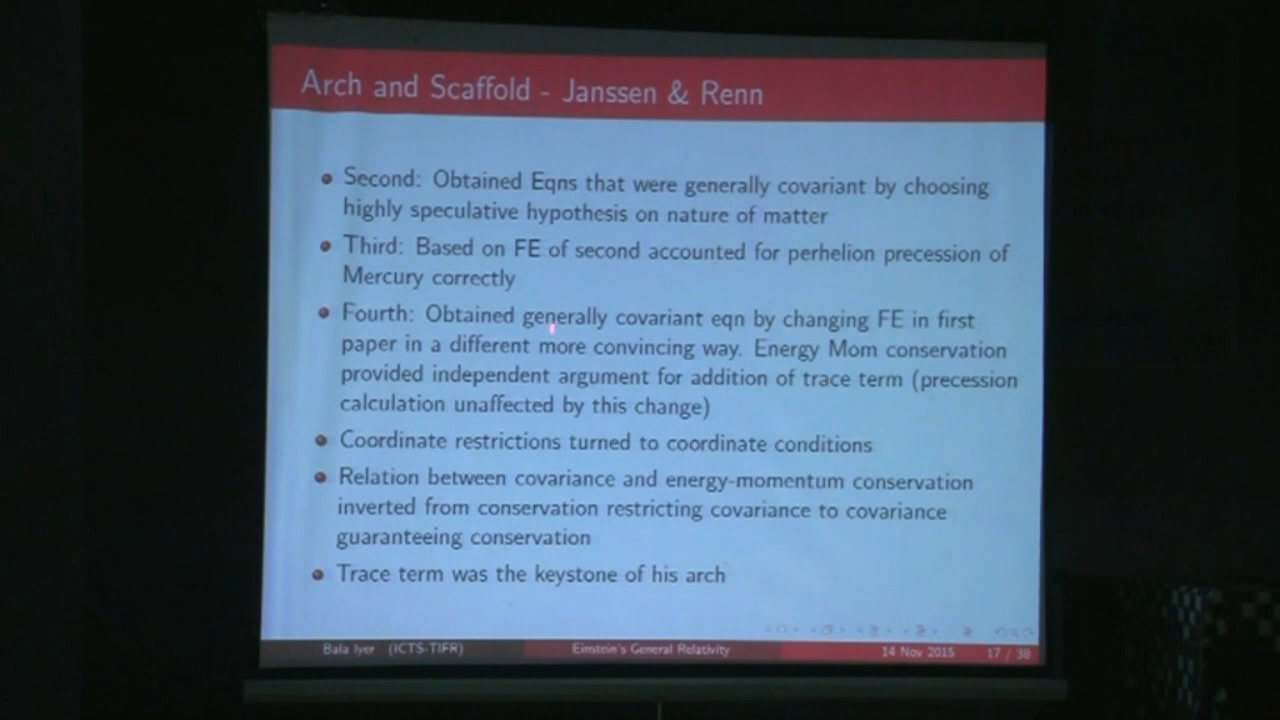 Arch and Scaffold - Janssen & Renn
Second: Obtained Eqns that were generally covariant by choosing
highly speculative hypothesis on nature of matter
Third: Based on FE of second accounted for perhelion precession of
Mercury correctly
Fourth: Obtained generally covariant eqn by changing FE in first
paper in a different more convincing way. Energy Mom conservation
provided independent argument for addition of trace term (precession
calculation unaffected by this change)
Coordinate restrictions turned to coordinate conditions
Relation between covariance and energy-momentum conservation
inverted from conservation restricting covariance to covariance
guaranteeing conservation
Trace term was the keystone of his arch
Bala Iyer (ICTS-TIFR) Einstein's General Relativity 14 Nov 2015 17 / 38